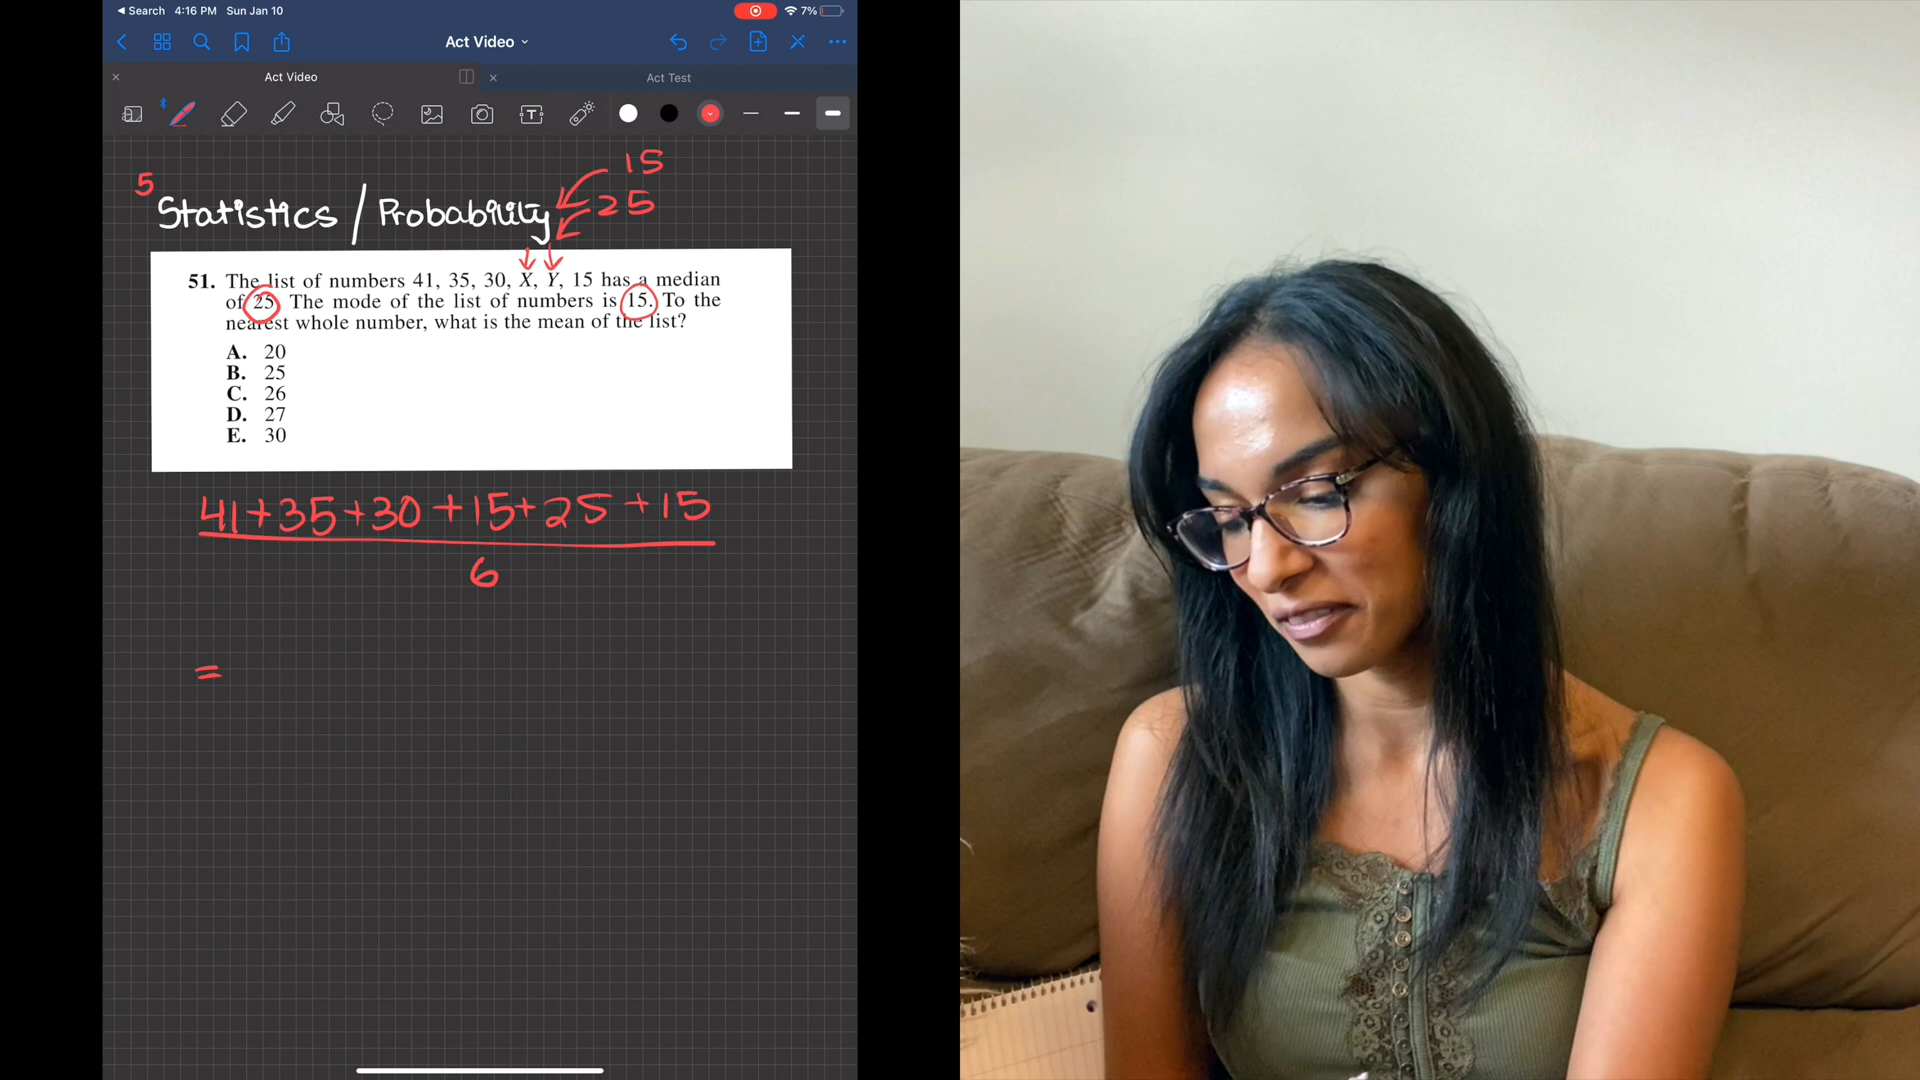 Search 4:16 PM Sun Jan 10 7%
Act Video
Act Video Act Test
T
15
5
25
Statistics / Probability
51. The list of numbers 41, 35, 30, X, Y, 15 has a median
of 25. The mode of the list of numbers is 15. To the
nearest whole number, what is the mean of the list?
A. 20
B. 25
C. 26
D. 27
E. 30
41+35+30+15+25+15
6
=